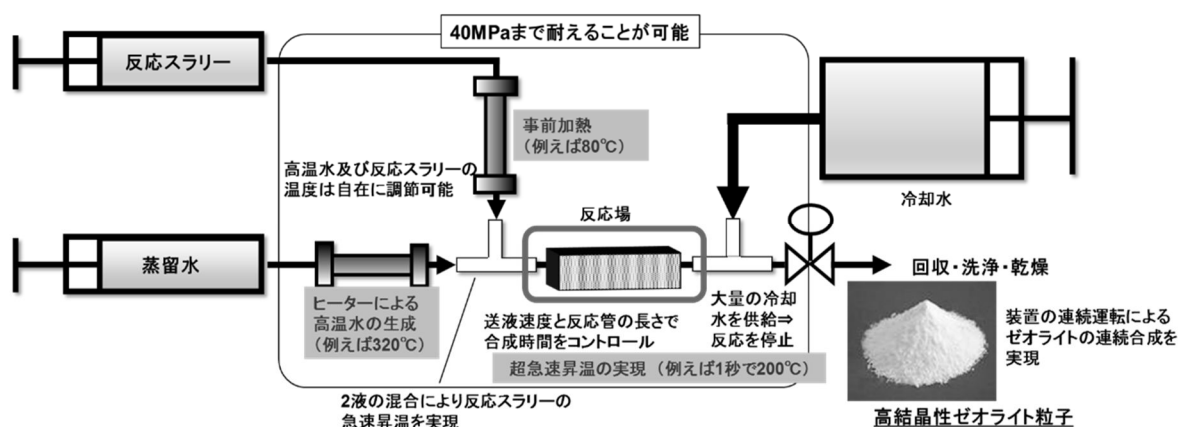 40MPaまで耐えることが可能
反応スラリー
事前加熱
（例えば80℃）
高温水及び反応スラリーの
温度は自在に調節可能
冷却水
反応場
蒸留水
回収・洗浄・乾燥
ヒーターによる
高温水の生成
（例えば320℃）
送液速度と反応管の長さで
合成時間をコントロール
大量の冷却
水を供給⇒
反応を停止
装置の連続運転による
ゼオライトの連続合成を
実現
超急速昇温の実現（例えば1秒で200℃）
2液の混合により反応スラリーの
急速昇温を実現
高結晶性ゼオライト粒子